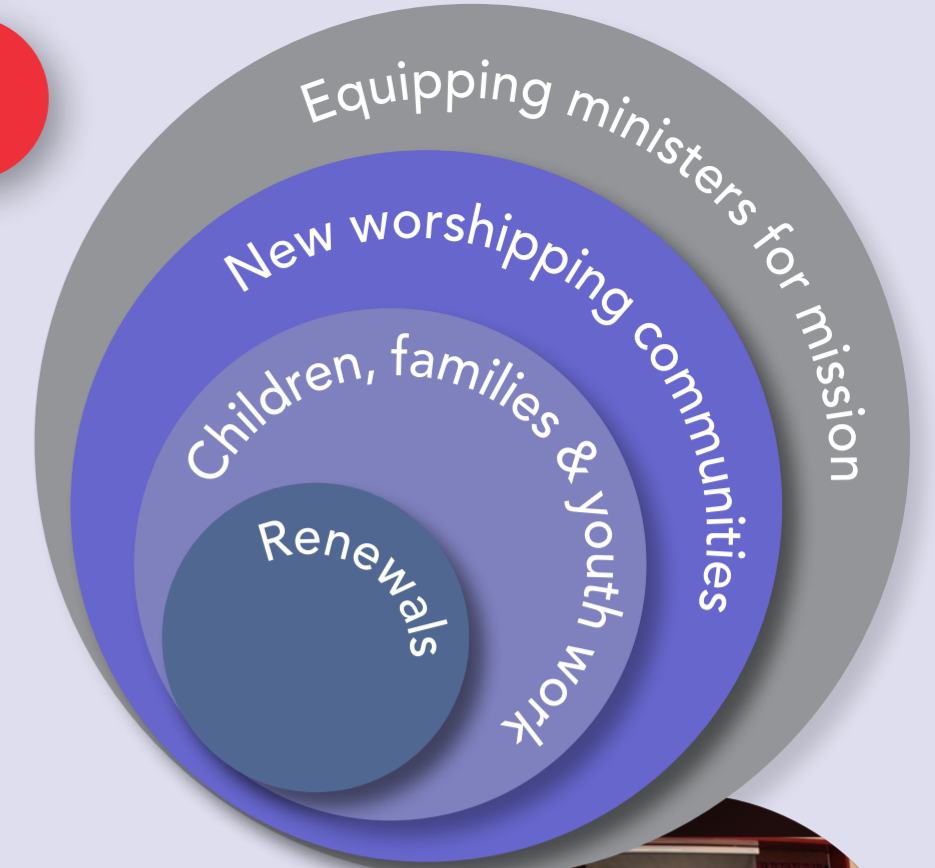 Equipping ministers for mission
New worshipping communities
Children, families & youth work
Renewals